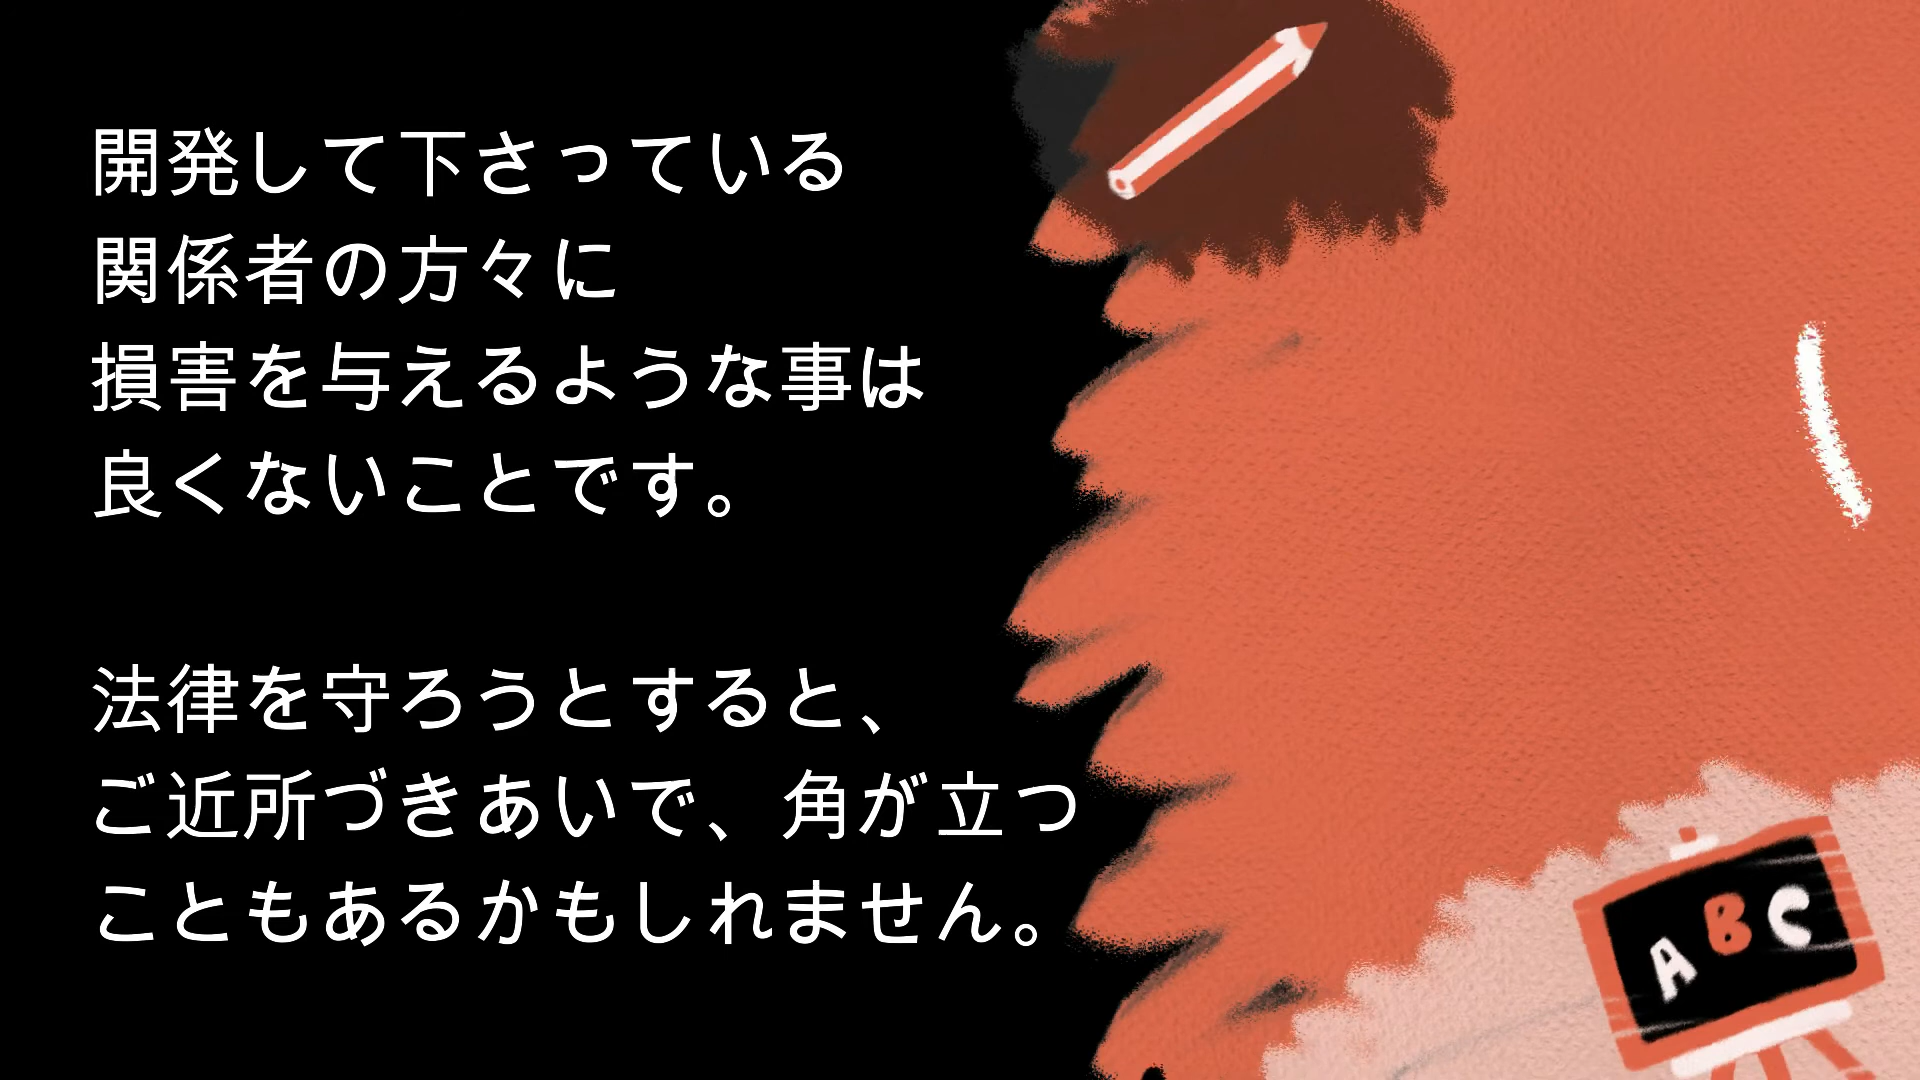 開発して下さっている
関係者の方々に
損害を与えるような事は
良くないことです。
法律を守ろうとすると、
ご近所づきあいで、角が立つ
こともあるかもしれません。
A B C